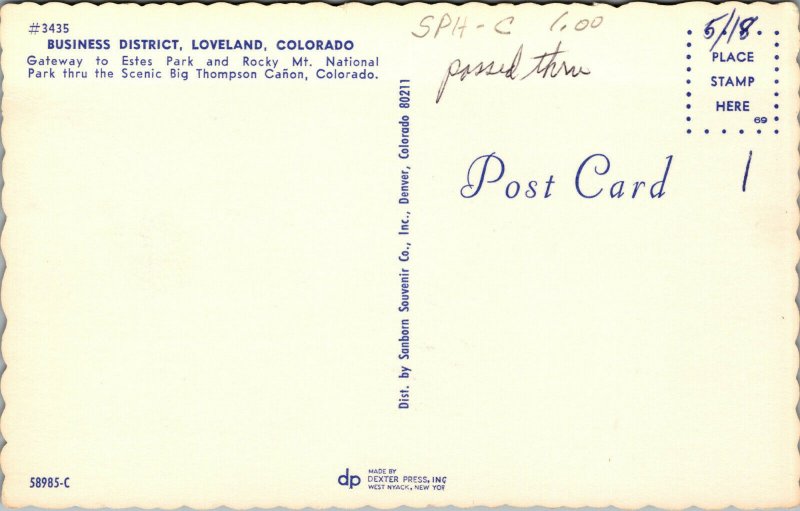 #3435
BUSINESS DISTRICT, LOVELAND, COLORADO
Gateway to Estes Park and Rocky Mt. National
Park thru the Scenic Big Thompson Cañon, Colorado.
SPH-C 1.00
passed thru
5/18
PLACE
STAMP
HERE
69
Post Card
1
Dist. by Sanborn Souvenir Co., Inc., Denver, Colorado 80211
58985-C
dp
MADE BY
DEXTER PRESS, INC
WEST NYACK, NEW YOR